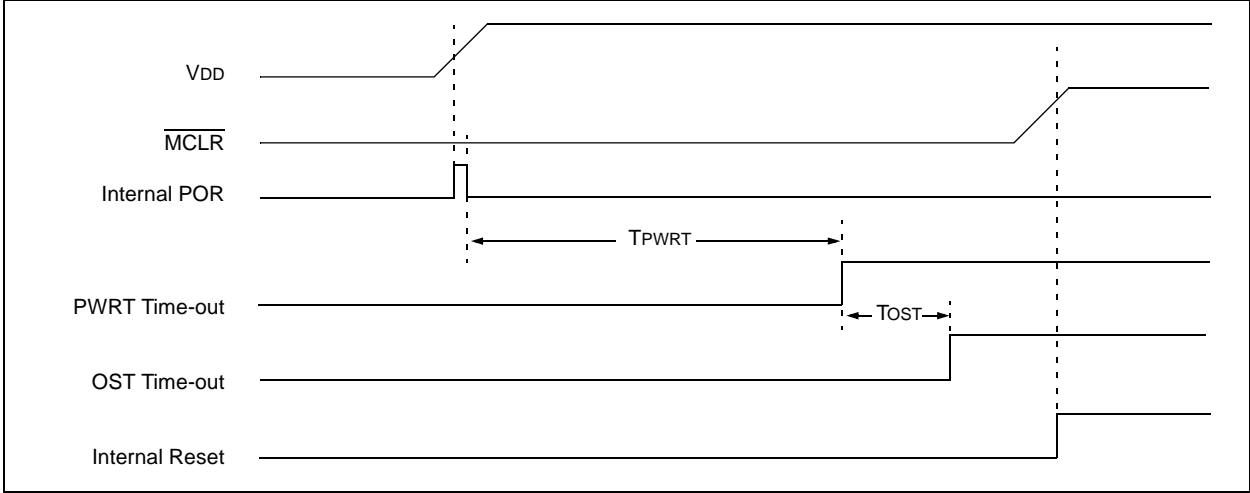 VDD
MCLR
Internal POR
TPWRT
PWRT Time-out
TOST
OST Time-out
Internal Reset